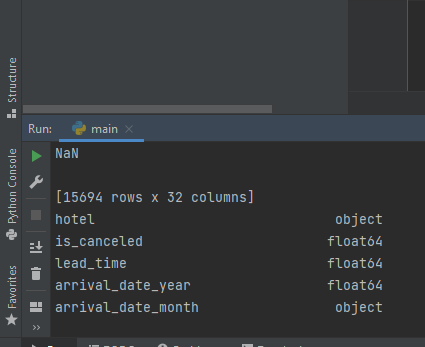 Structure
Python Console
Favorites
Run: main
NaN
[15694 rows x 32 columns]
hotel object
is_canceled float64
lead_time float64
arrival_date_year float64
arrival_date_month object